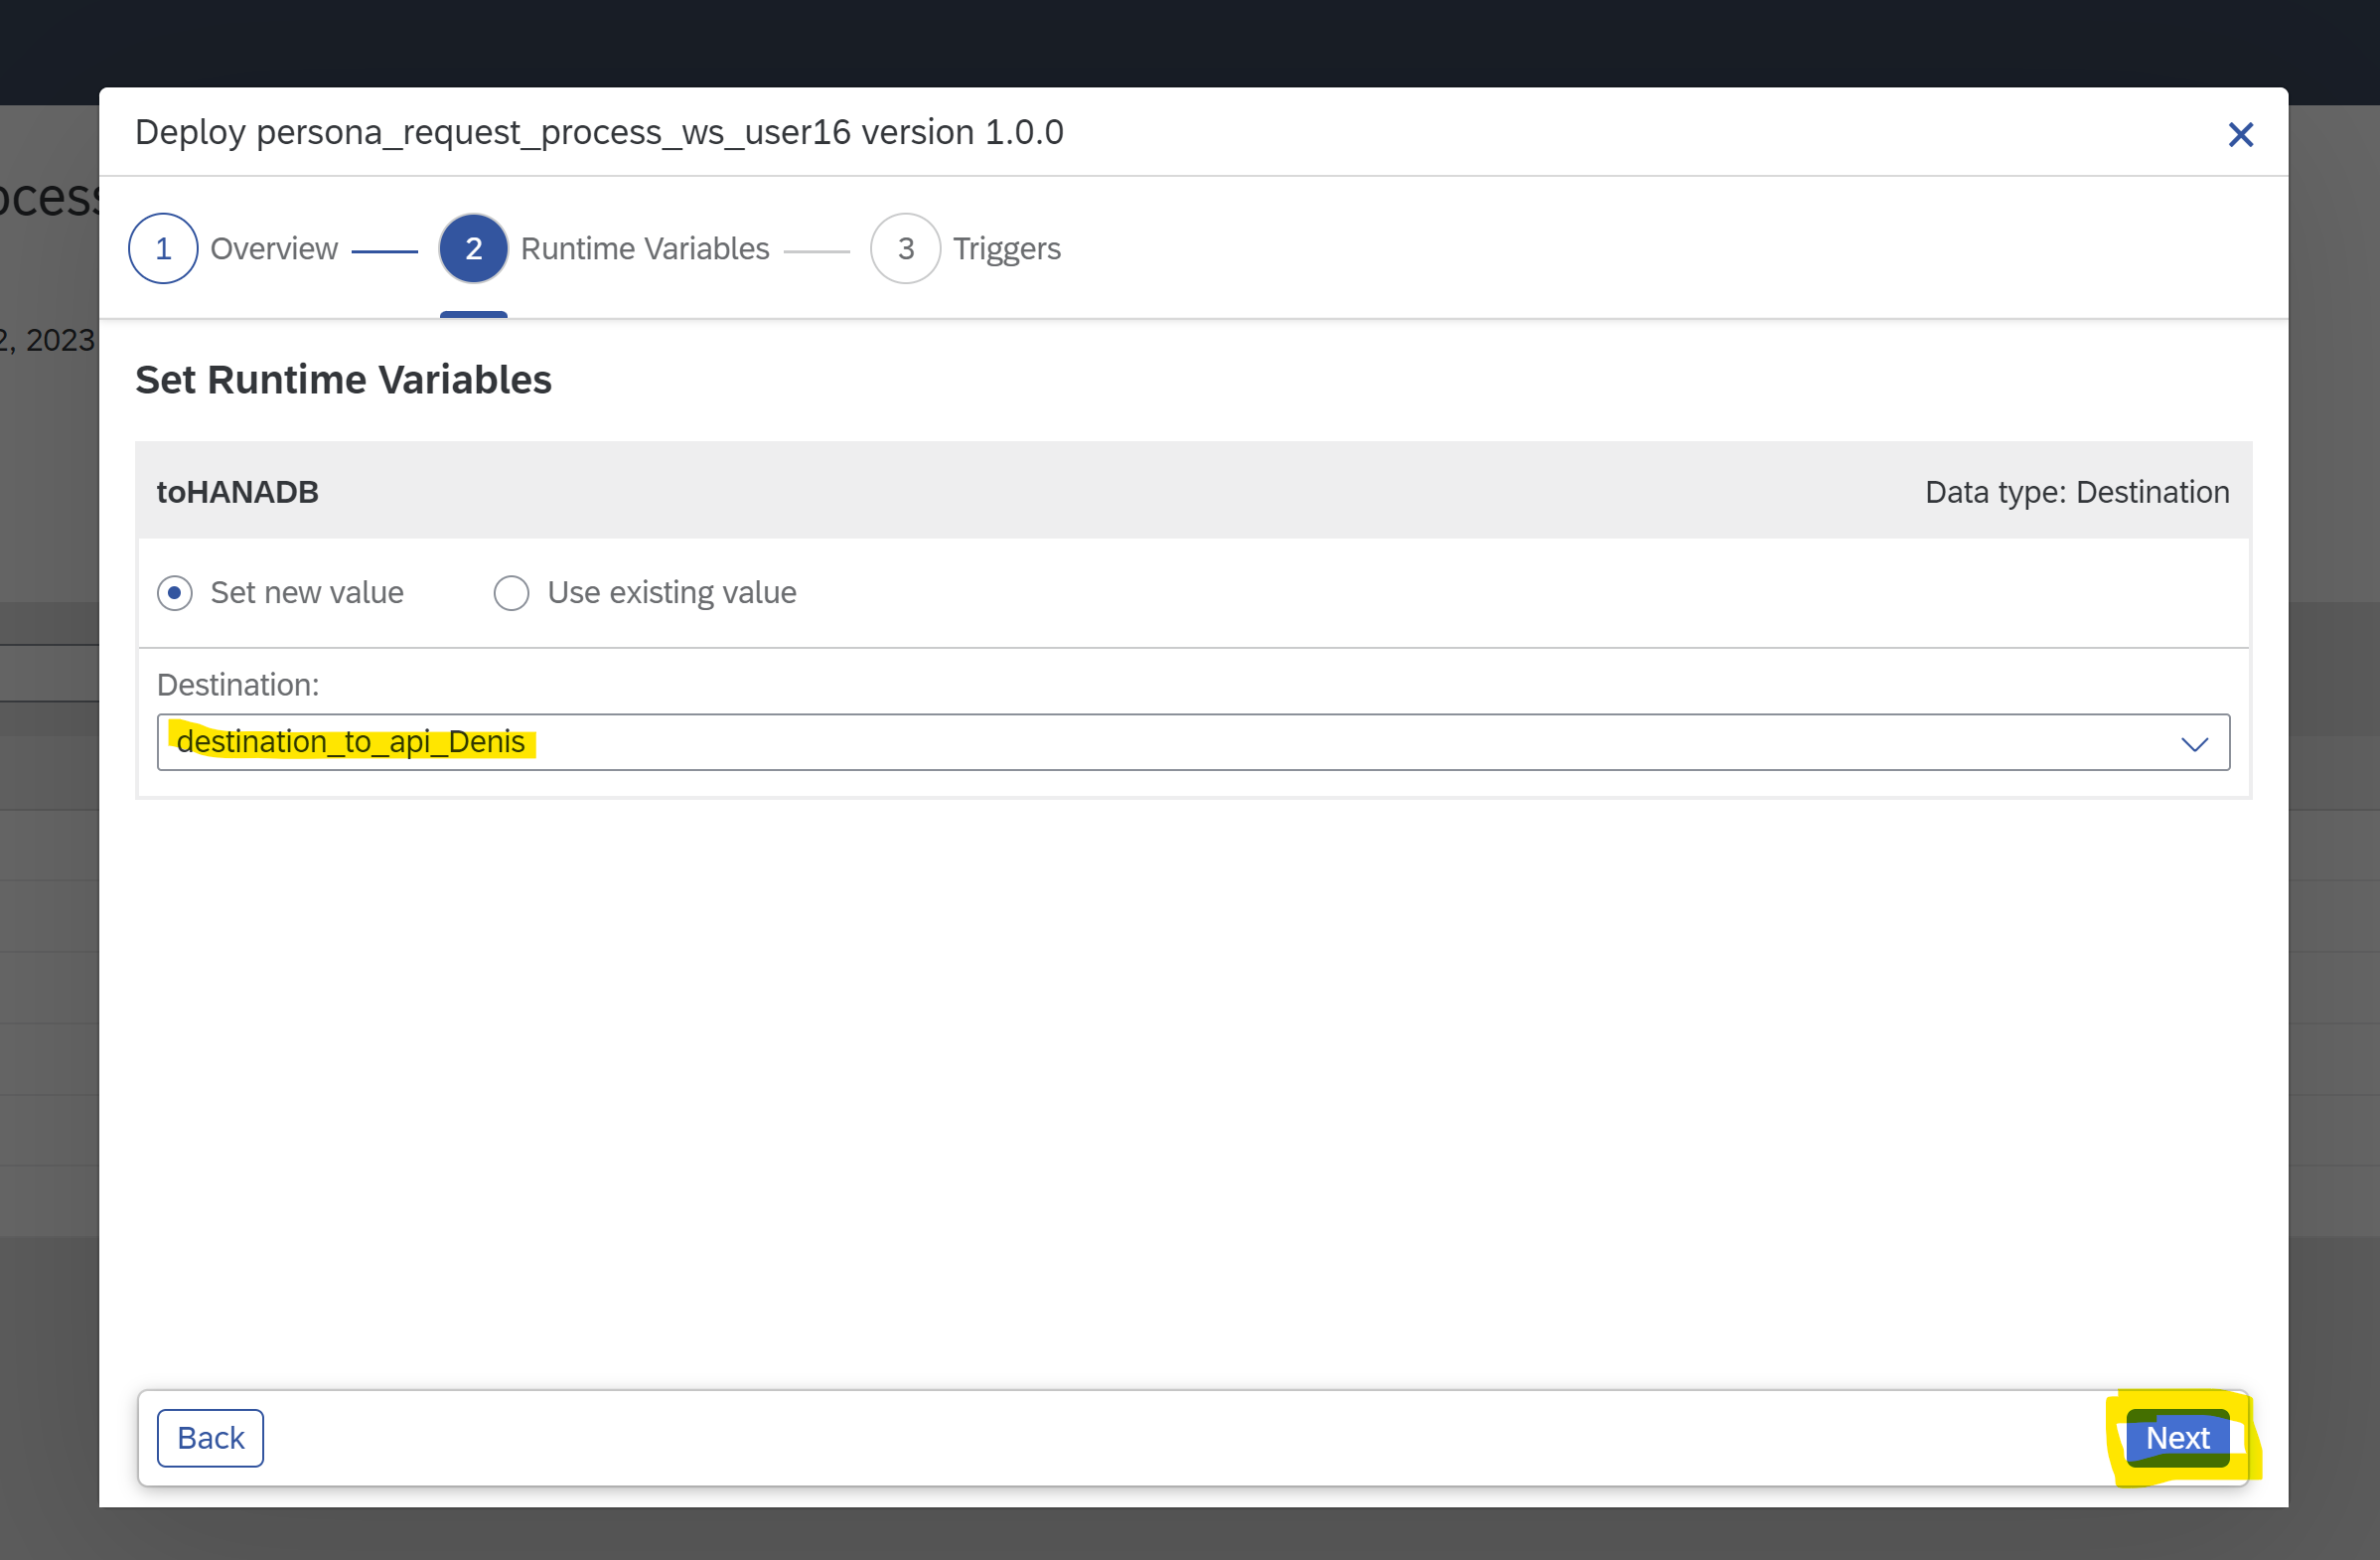 Deploy persona_request_process_ws_user16 version 1.0.0
ocess
1 Overview 2 Runtime Variables 3 Triggers
2, 2023
Set Runtime Variables
toHANADB Data type: Destination
Set new value Use existing value
Destination:
destination_to_api_Denis
Back Next